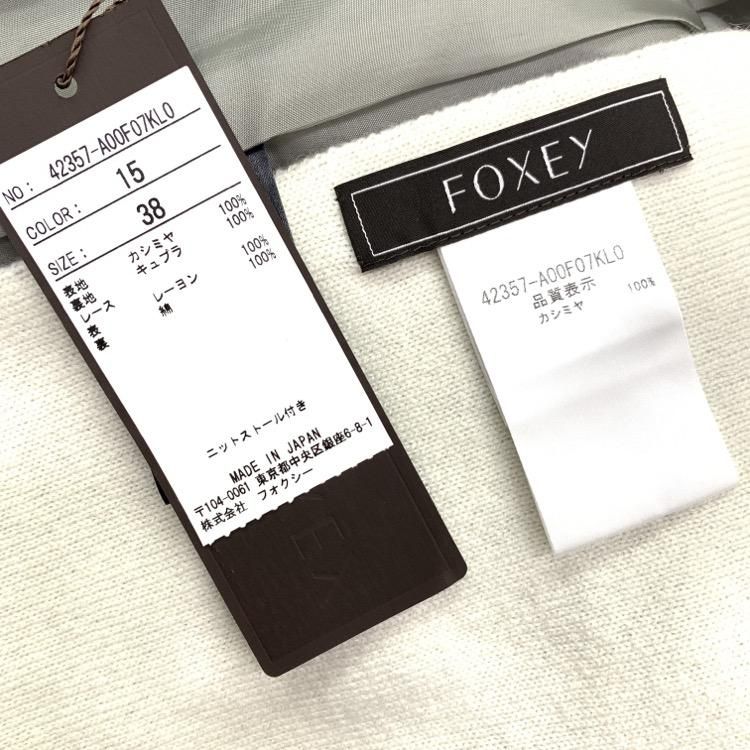 NO: 42357-A00F07KL0
COLOR: 15
SIZE: 38
表地 カシミヤ 100%
裏地 キュプラ 100%
レース
表 レーヨン 100%
裏 綿 100%
ニットストール付き
MADE IN JAPAN
〒104-0061 東京都中央区銀座6-8-1
株式会社 フォクシー
FOXEY
42357-A00F07KL0
品質表示
カシミヤ 100%